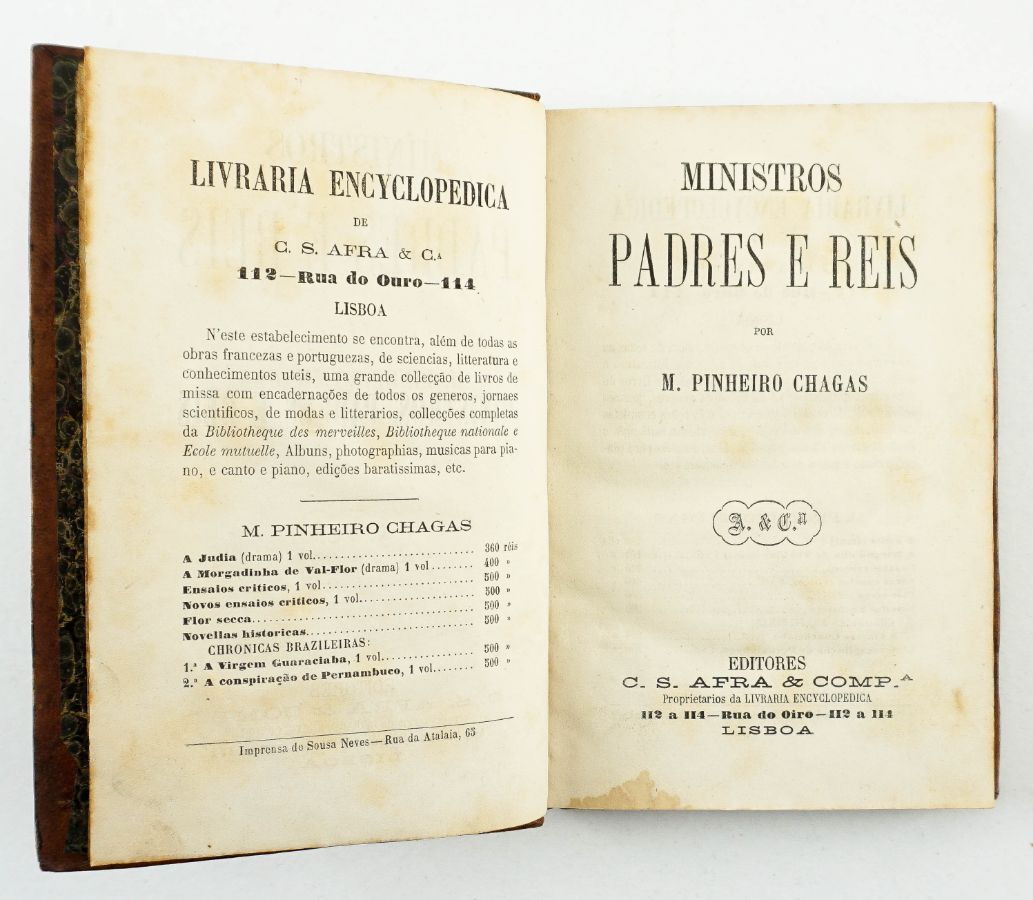 LIVRARIA ENCYCLOPEDICA
DE
C. S. AFRA & C.ᴬ
112—Rua do Ouro—114
LISBOA
N'este estabelecimento se encontra, além de todas as
obras francezas e portuguezas, de sciencias, litteratura e
conhecimentos uteis, uma grande collecção de livros de
missa com encadernações de todos os generos, jornaes
scientificos, de modas e litterarios, collecções completas
da Bibliotheque des merveilles, Bibliotheque nationale e
Ecole mutuelle, Albuns, photographias, musicas para pia-
no, e canto e piano, edições baratissimas, etc.
M. PINHEIRO CHAGAS
A Judia (drama) 1 vol. 360 réis
A Morgadinha de Val-Flor (drama) 1 vol 400 »
Ensaios criticos, 1 vol 500 »
Novos ensaios criticos, 1 vol. 500 »
Flor secca 500 »
Novellas historicas 500 »
CHRONICAS BRAZILEIRAS:
1.ª A Virgem Guaraciaba, 1 vol. 500 »
2.ª A conspiração de Pernambuco, 1 vol. 500 »
Imprensa de Sousa Neves—Rua da Atalaia, 65
MINISTROS
PADRES E REIS
POR
M. PINHEIRO CHAGAS
A. & C.ª
EDITORES
C. S. AFRA & COMP.ᴬ
Proprietarios da LIVRARIA ENCYCLOPEDICA
112 a 114—Rua do Oiro—112 a 114
LISBOA